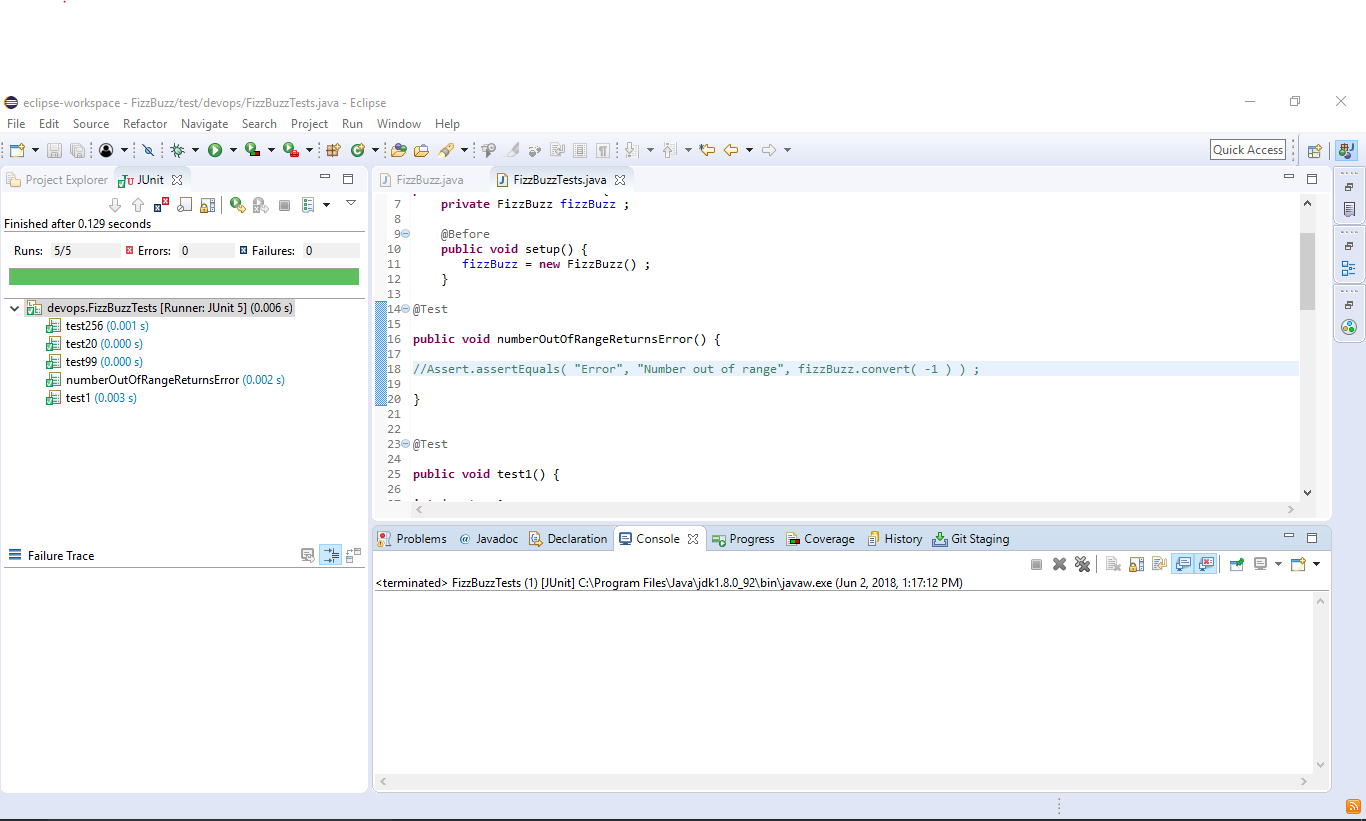 eclipse-workspace - FizzBuzz/test/devops/FizzBuzzTests.java - Eclipse
File Edit Source Refactor Navigate Search Project Run Window Help
Quick Access
Project Explorer JUnit
Finished after 0.129 seconds
Runs: 5/5 Errors: 0 Failures: 0
devops.FizzBuzzTests [Runner: JUnit 5] (0.006 s)
test256 (0.001 s)
test20 (0.000 s)
test99 (0.000 s)
numberOutOfRangeReturnsError (0.002 s)
test1 (0.003 s)
Failure Trace
FizzBuzz.java FizzBuzzTests.java
7 private FizzBuzz fizzBuzz ;
8
9 @Before
10 public void setup() {
11 fizzBuzz = new FizzBuzz() ;
12 }
13
14 @Test
15
16 public void numberOutOfRangeReturnsError() {
17
18 //Assert.assertEquals( "Error", "Number out of range", fizzBuzz.convert( -1 ) ) ;
19
20 }
21
22
23 @Test
24
25 public void test1() {
26
Problems @ Javadoc Declaration Console Progress Coverage History Git Staging
<terminated> FizzBuzzTests (1) [JUnit] C:\Program Files\Java\jdk1.8.0_92\bin\javaw.exe (Jun 2, 2018, 1:17:12 PM)